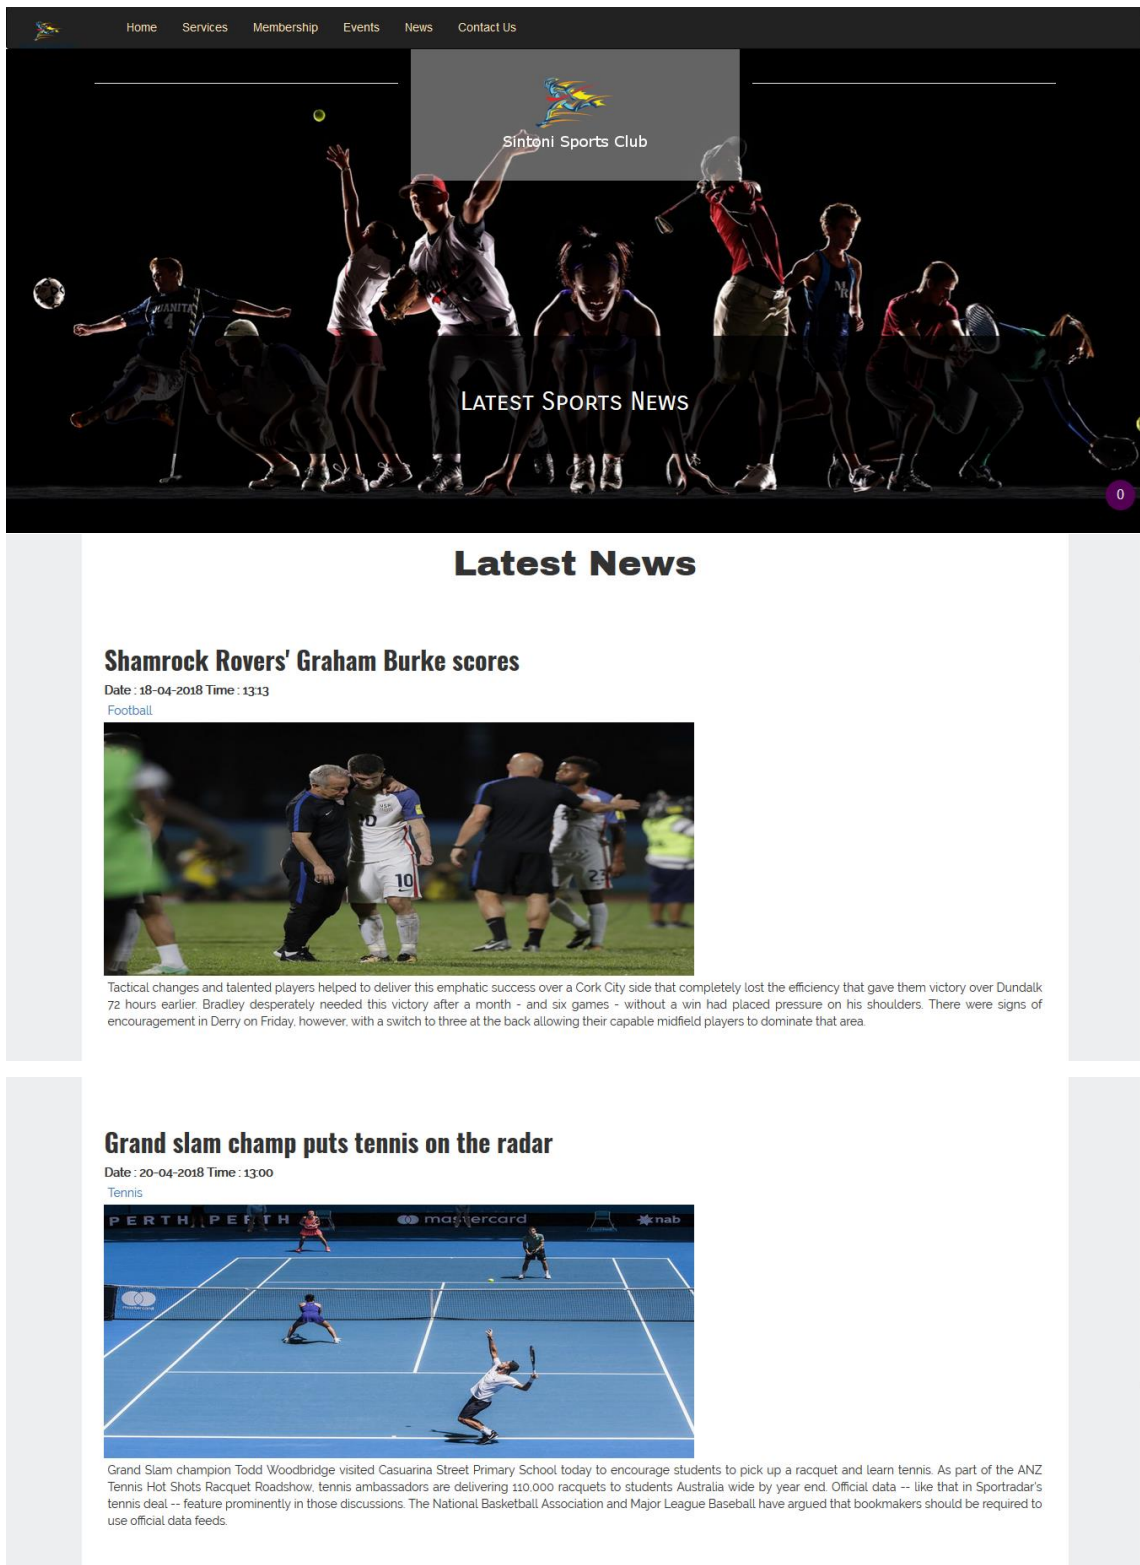 Home Services Membership Events News Contact Us
Sintoni Sports Club
JUANITA
4
12
MR
LATEST SPORTS NEWS
0
Latest News
Shamrock Rovers' Graham Burke scores
Date : 18-04-2018 Time : 13:13
Football
USA
10
10
23
Tactical changes and talented players helped to deliver this emphatic success over a Cork City side that completely lost the efficiency that gave them victory over Dundalk
72 hours earlier. Bradley desperately needed this victory after a month - and six games - without a win had placed pressure on his shoulders. There were signs of
encouragement in Derry on Friday, however, with a switch to three at the back allowing their capable midfield players to dominate that area.
Grand slam champ puts tennis on the radar
Date : 20-04-2018 Time : 13:00
Tennis
PERTH PERTH mastercard nab
mastercard
Grand Slam champion Todd Woodbridge visited Casuarina Street Primary School today to encourage students to pick up a racquet and learn tennis. As part of the ANZ
Tennis Hot Shots Racquet Roadshow, tennis ambassadors are delivering 110,000 racquets to students Australia wide by year end. Official data -- like that in Sportradar's
tennis deal -- feature prominently in those discussions. The National Basketball Association and Major League Baseball have argued that bookmakers should be required to
use official data feeds.